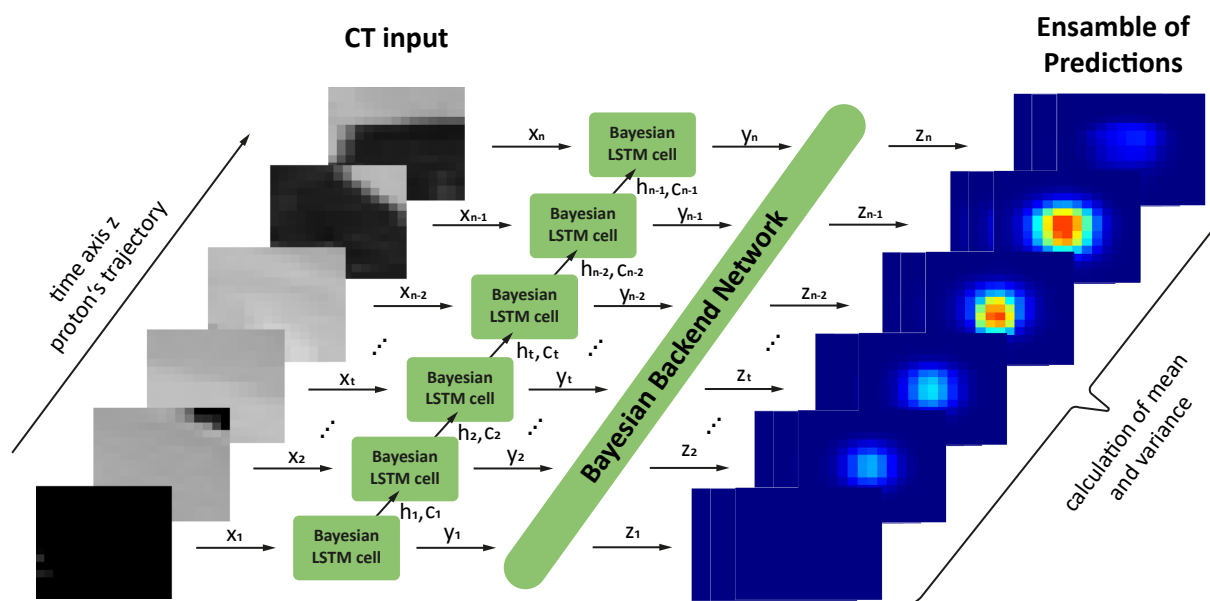 CT input
Ensamble of
Predictions
time axis z
proton's trajectory
xₙ
Bayesian
LSTM cell
yₙ
zₙ
hₙ₋₁, cₙ₋₁
xₙ₋₁
Bayesian
LSTM cell
yₙ₋₁
zₙ₋₁
hₙ₋₂, cₙ₋₂
xₙ₋₂
Bayesian
LSTM cell
yₙ₋₂
zₙ₋₂
hₜ, cₜ
xₜ
Bayesian
LSTM cell
yₜ
zₜ
h₂, c₂
x₂
Bayesian
LSTM cell
y₂
z₂
h₁, c₁
x₁
Bayesian
LSTM cell
y₁
z₁
Bayesian Backend Network
calculation of mean
and variance